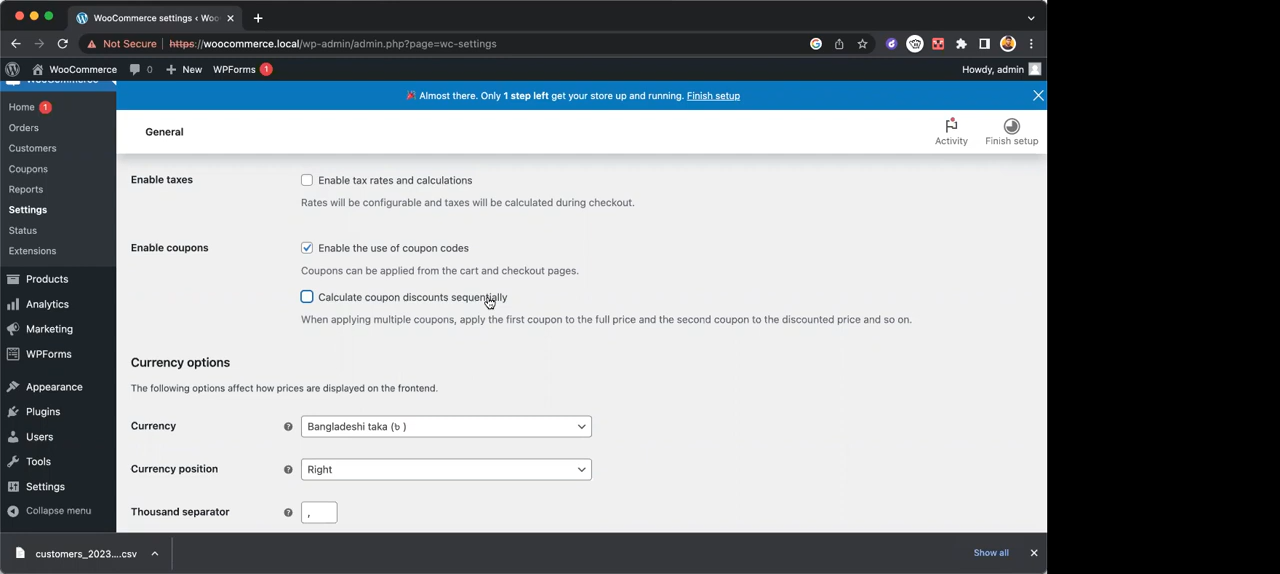 WooCommerce settings ‹ Woo
Not Secure
https://woocommerce.local/wp-admin/admin.php?page=wc-settings
WooCommerce
0
New
WPForms 1
Howdy, admin
WooCommerce
Almost there. Only 1 step left get your store up and running. Finish setup
Home 1
Orders
Customers
Coupons
Reports
Settings
Status
Extensions
Products
Analytics
Marketing
WPForms
Appearance
Plugins
Users
Tools
Settings
Collapse menu
General
Activity
Finish setup
Enable taxes
Enable tax rates and calculations
Rates will be configurable and taxes will be calculated during checkout.
Enable coupons
Enable the use of coupon codes
Coupons can be applied from the cart and checkout pages.
Calculate coupon discounts sequentially
When applying multiple coupons, apply the first coupon to the full price and the second coupon to the discounted price and so on.
Currency options
The following options affect how prices are displayed on the frontend.
Currency
Bangladeshi taka (৳ )
Currency position
Right
Thousand separator
,
customers_2023....csv
Show all